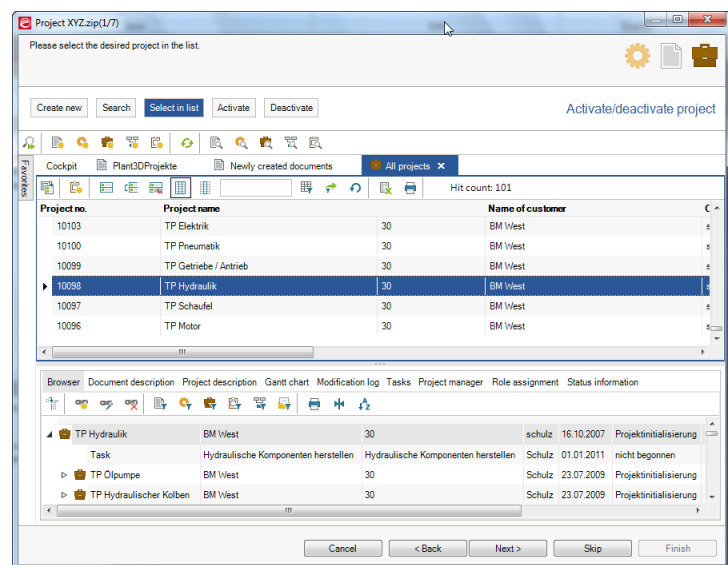 Project XYZ.zip(1/7)
Please select the desired project in the list.
Create new Search Select in list Activate Deactivate Activate/deactivate project
Favorites
Cockpit Plant3DProjekte Newly created documents All projects
Hit count: 101
Project no. Project name Name of customer C
10103 TP Elektrik 30 BM West s
10100 TP Pneumatik 30 BM West s
10099 TP Getriebe / Antrieb 30 BM West s
10098 TP Hydraulik 30 BM West s
10097 TP Schaufel 30 BM West s
10096 TP Motor 30 BM West s
Browser Document description Project description Gantt chart Modification log Tasks Project manager Role assignment Status information
TP Hydraulik BM West 30 schulz 16.10.2007 Projektinitialisierung
Task Hydraulische Komponenten herstellen Hydraulische Komponenten herstellen Schulz 01.01.2011 nicht begonnen
TP Ölpumpe BM West 30 Schulz 23.07.2009 Projektinitialisierung
TP Hydraulischer Kolben BM West 30 Schulz 23.07.2009 Projektinitialisierung
Cancel < Back Next > Skip Finish